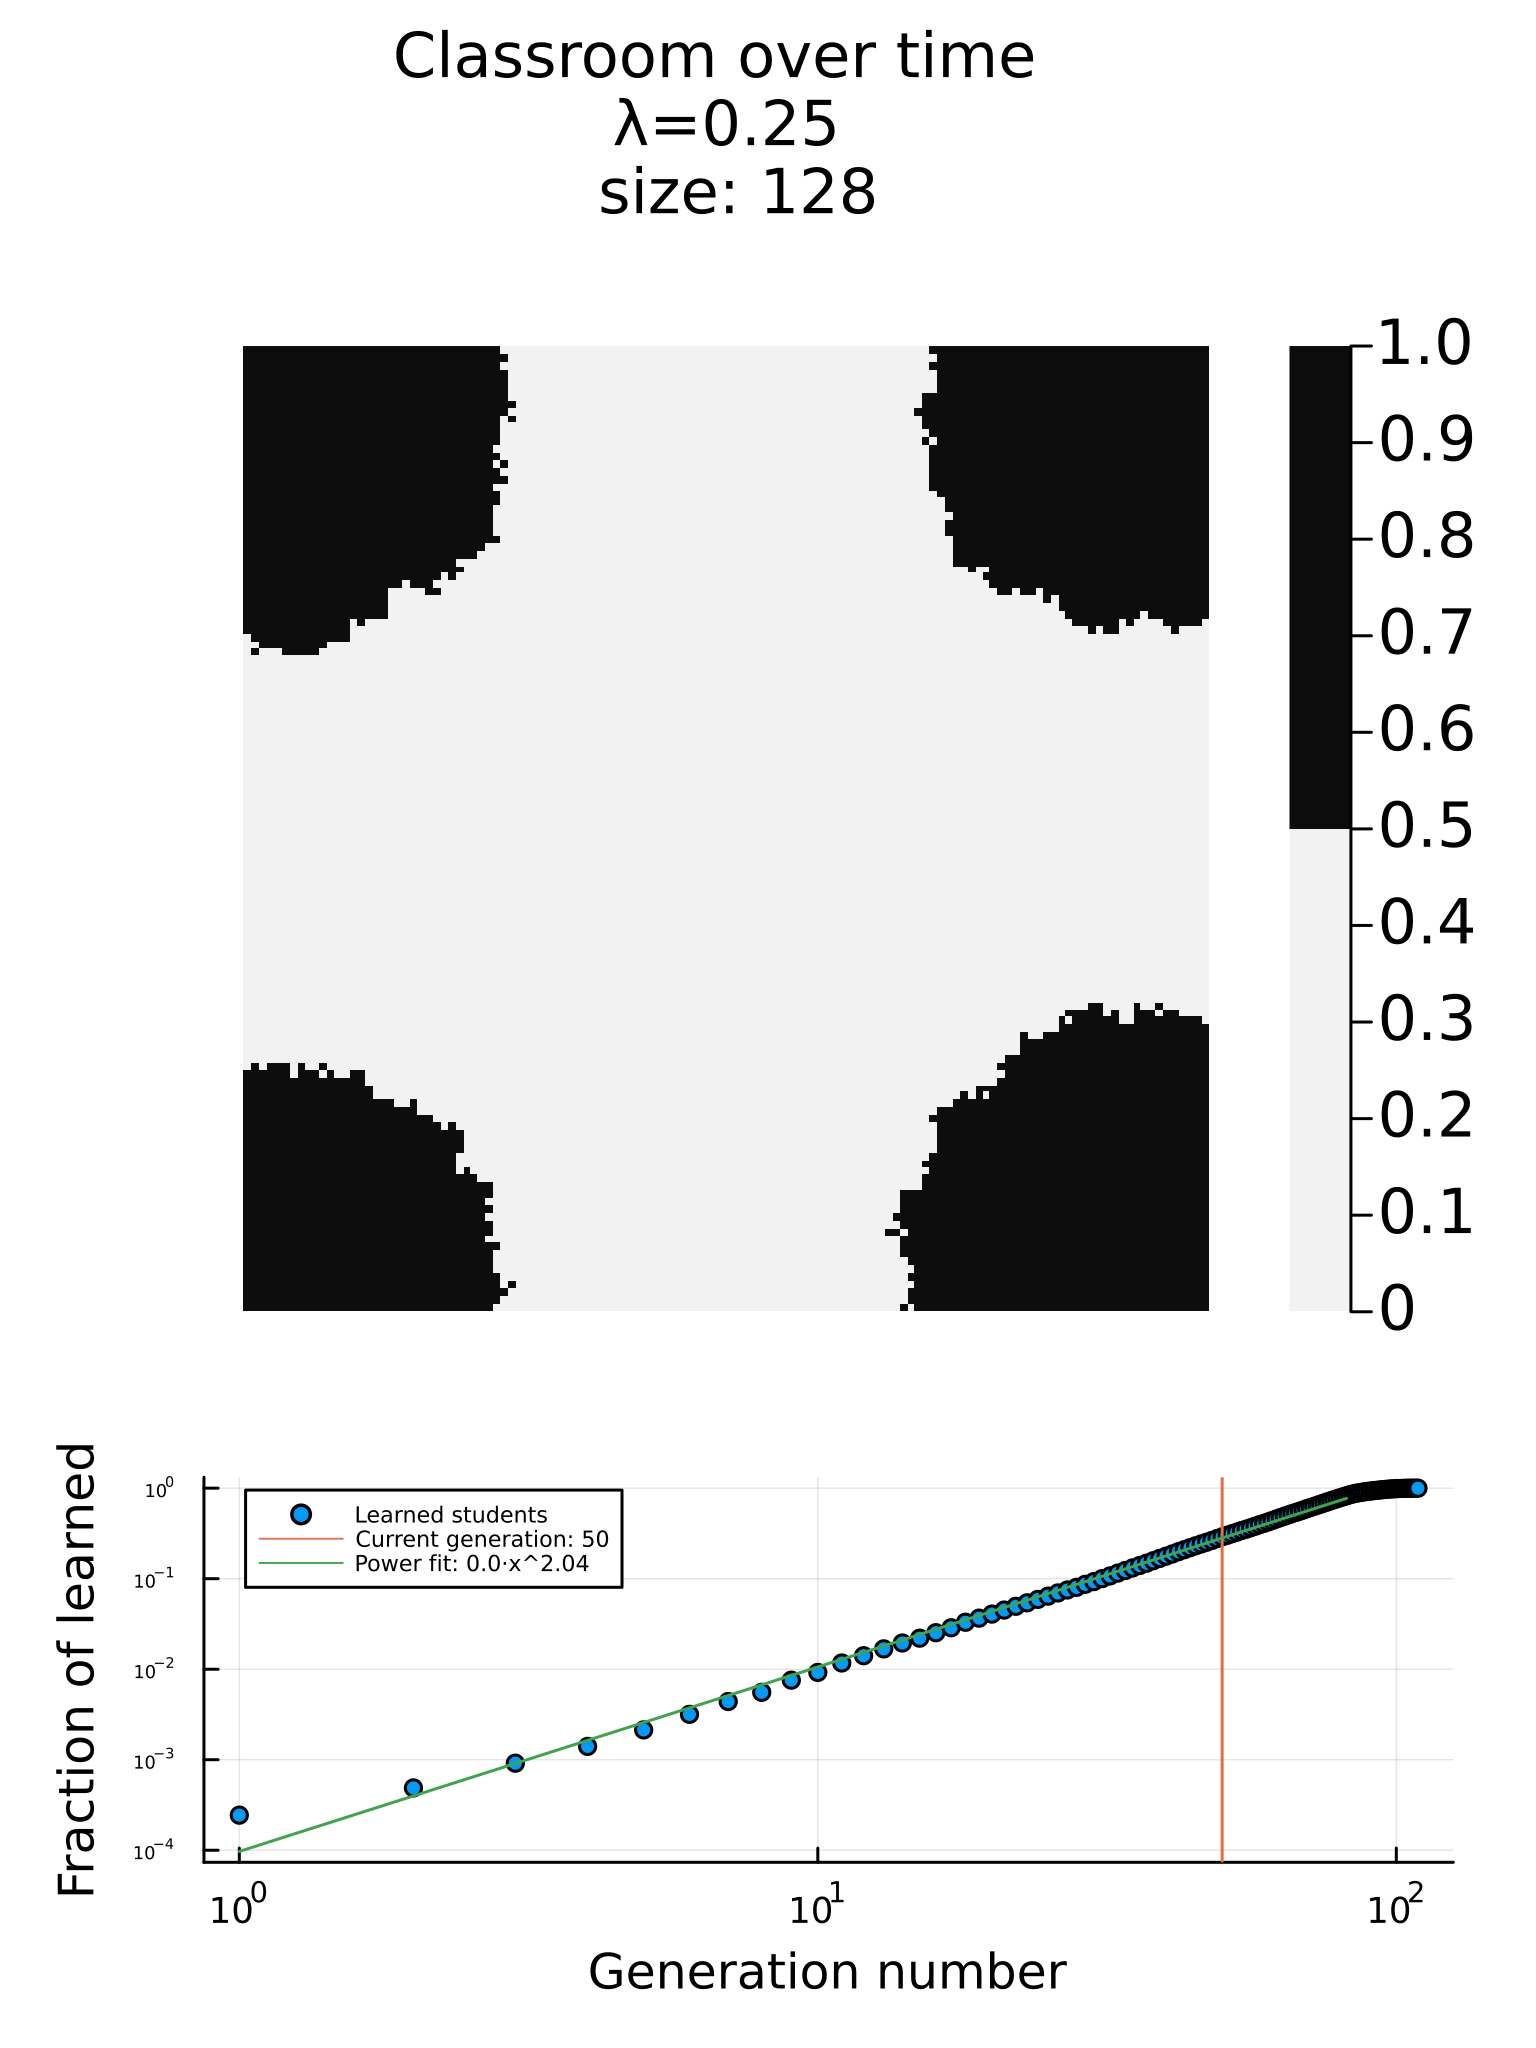 Classroom over time
λ=0.25
size: 128
1.0
0.9
0.8
0.7
0.6
0.5
0.4
0.3
0.2
0.1
0
Fraction of learned
10^0
10^-1
10^-2
10^-3
10^-4
Learned students
Current generation: 50
Power fit: 0.0·x^2.04
10^0
10^1
10^2
Generation number